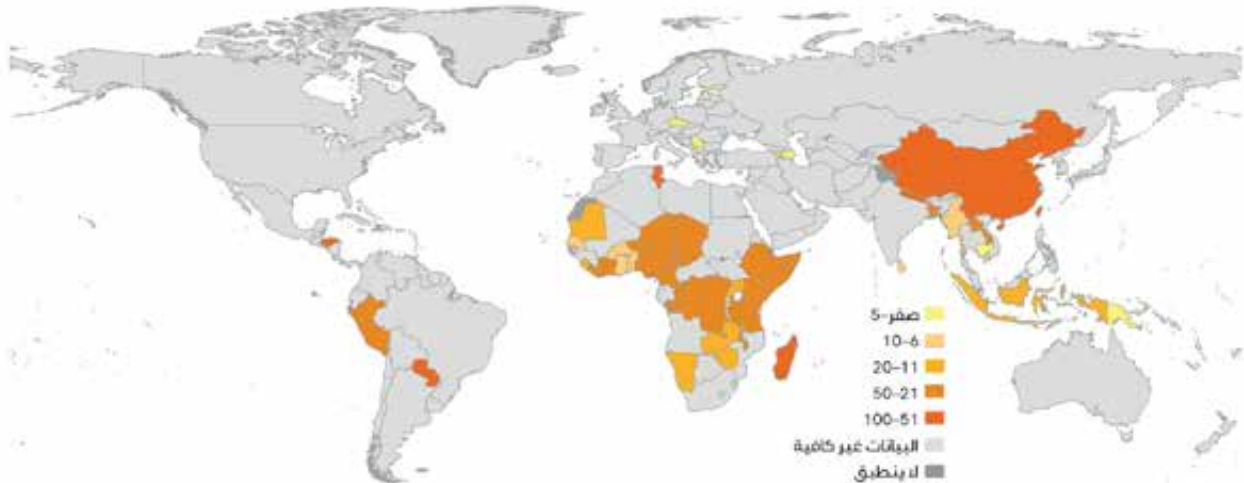 صفر-5
10-6
20-11
50-21
100-51
البيانات غير كافية
لا ينطبق